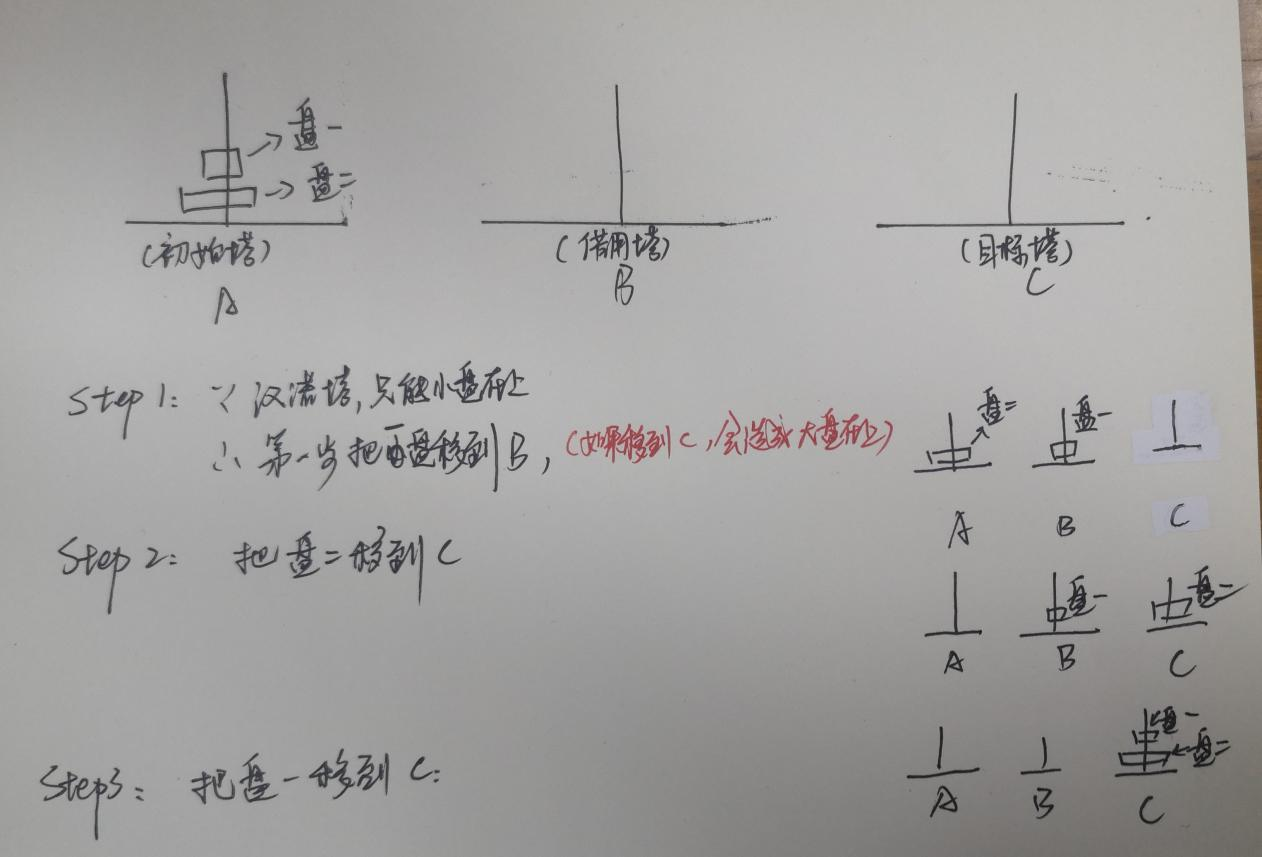 盘一
盘二
(初始塔)
A
(借用塔)
B
(目标塔)
C
Step 1: ∵ 汉诺塔,只能小盘在上
∴ 第一步把盘移到B, (如果移到C,会造成大盘在上)
盘二
盘一
A
B
C
Step 2: 把盘二移到C
盘一
盘二
A
B
C
Step3: 把盘一移到C:
盘一
盘二
A
B
C